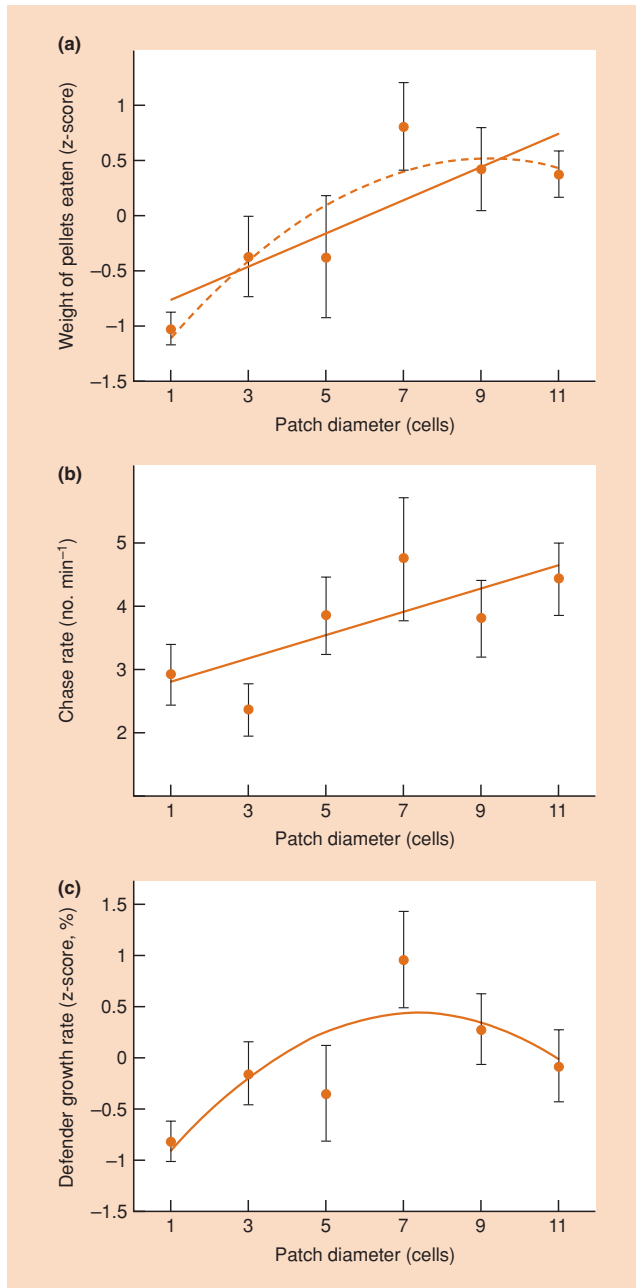 (a)
Weight of pellets eaten (z-score)
1
0.5
0
−0.5
−1
−1.5
1 3 5 7 9 11
Patch diameter (cells)
(b)
Chase rate (no. min⁻¹)
5
4
3
2
1 3 5 7 9 11
Patch diameter (cells)
(c)
Defender growth rate (z-score, %)
1.5
1
0.5
0
−0.5
−1
−1.5
1 3 5 7 9 11
Patch diameter (cells)